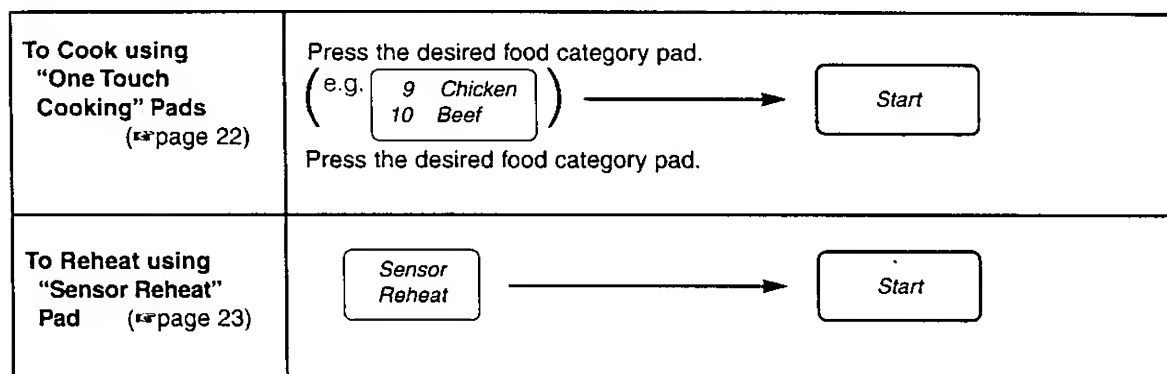 To Cook using
"One Touch
Cooking" Pads
(☞page 22)
Press the desired food category pad.
(e.g. 9 Chicken
10 Beef)
Start
Press the desired food category pad.
To Reheat using
"Sensor Reheat"
Pad (☞page 23)
Sensor
Reheat
Start